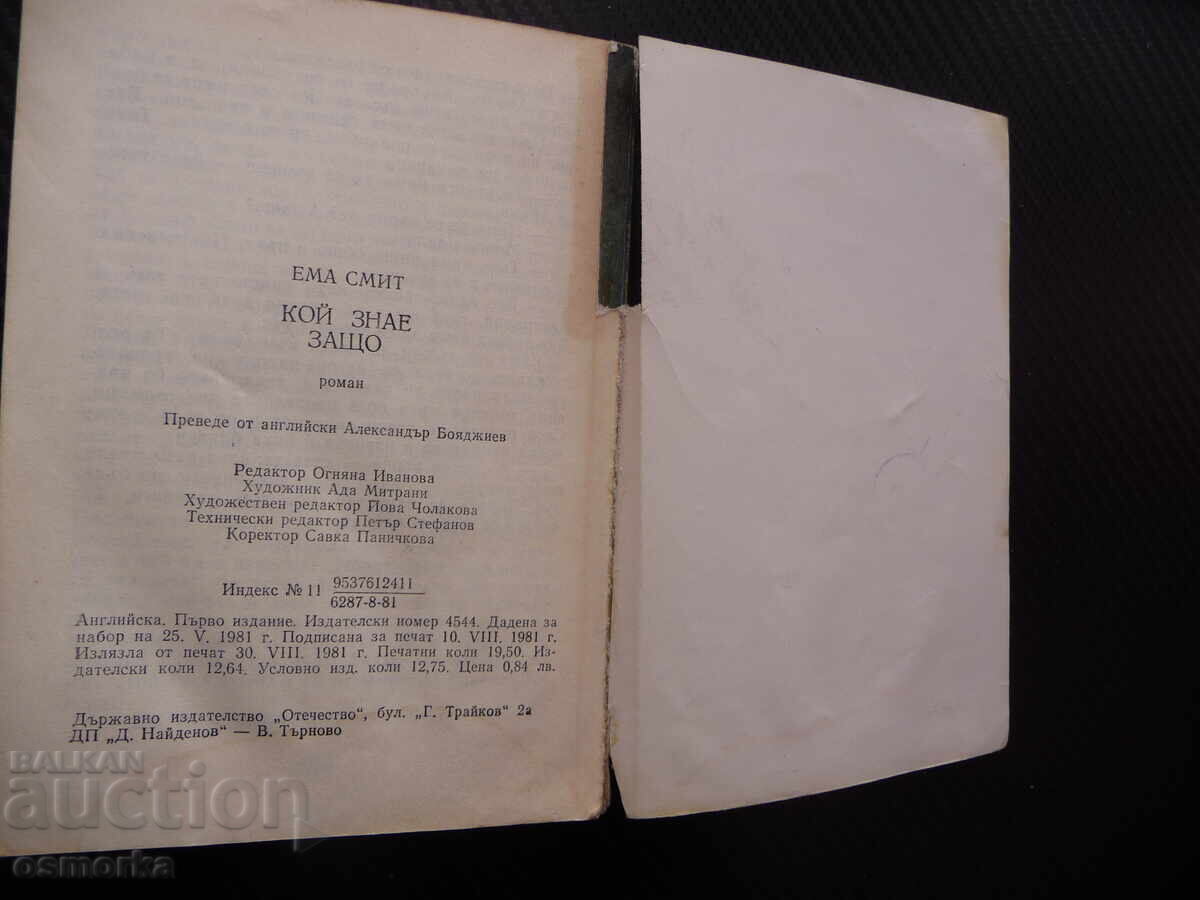 ЕМА СМИТ
КОЙ ЗНАЕ
ЗАЩО
роман
Преведе от английски Александър Бояджиев
Редактор Огняна Иванова
Художник Ада Митрани
Художествен редактор Йова Чолакова
Технически редактор Петър Стефанов
Коректор Савка Паничкова
Индекс № 11 9537612411
6287-8-81
Английска. Първо издание. Издателски номер 4544. Дадена за
набор на 25. V. 1981 г. Подписана за печат 10. VIII. 1981 г.
Излязла от печат 30. VIII. 1981 г. Печатни коли 19,50. Из-
дателски коли 12,64. Условно изд. коли 12,75. Цена 0,84 лв.
Държавно издателство „Отечество“, бул. „Г. Трайков“ 2а
ДП „Д. Найденов“ — В. Търново
BALKAN
auction
osmorka